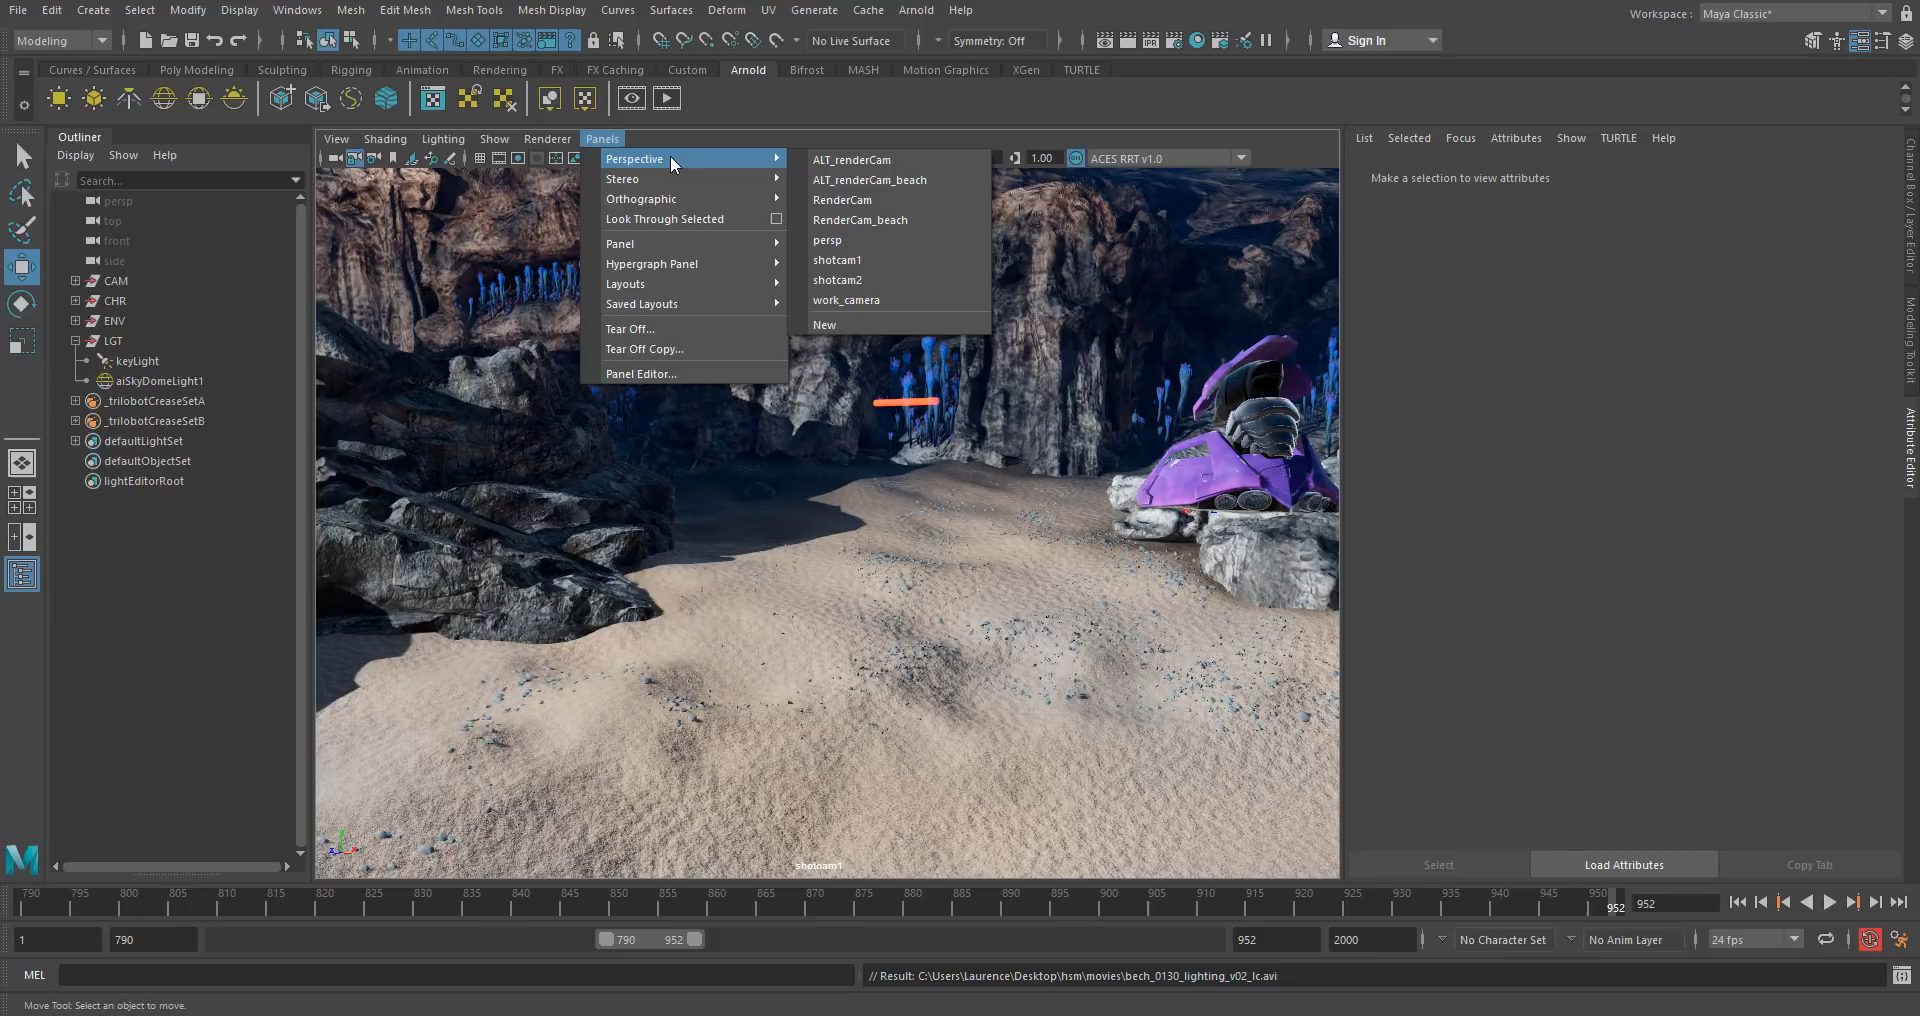 File Edit Create Select Modify Display Windows Mesh Edit Mesh Mesh Tools Mesh Display Curves Surfaces Deform UV Generate Cache Arnold Help
Workspace : Maya Classic*
Modeling No Live Surface Symmetry: Off IPR Sign In
Curves / Surfaces Poly Modeling Sculpting Rigging Animation Rendering FX FX Caching Custom Arnold Bifrost MASH Motion Graphics XGen TURTLE
Outliner
Display Show Help
Search...
persp
top
front
side
CAM
CHR
ENV
LGT
keyLight
aiSkyDomeLight1
_trilobotCreaseSetA
_trilobotCreaseSetB
defaultLightSet
defaultObjectSet
lightEditorRoot
View Shading Lighting Show Renderer Panels
1.00 ON ACES RRT v1.0
Perspective
Stereo
Orthographic
Look Through Selected
Panel
Hypergraph Panel
Layouts
Saved Layouts
Tear Off...
Tear Off Copy...
Panel Editor...
ALT_renderCam
ALT_renderCam_beach
RenderCam
RenderCam_beach
persp
shotcam1
shotcam2
work_camera
New
shotcam1
List Selected Focus Attributes Show TURTLE Help
Make a selection to view attributes
Channel Box / Layer Editor
Modeling Toolkit
Attribute Editor
Select Load Attributes Copy Tab
790 795 800 805 810 815 820 825 830 835 840 845 850 855 860 865 870 875 880 885 890 895 900 905 910 915 920 925 930 935 940 945 950
952 952
1 790 790 952 952 2000 No Character Set No Anim Layer 24 fps
MEL // Result: C:\Users\Laurence\Desktop\hsm\movies\bech_0130_lighting_v02_lc.avi
Move Tool: Select an object to move.